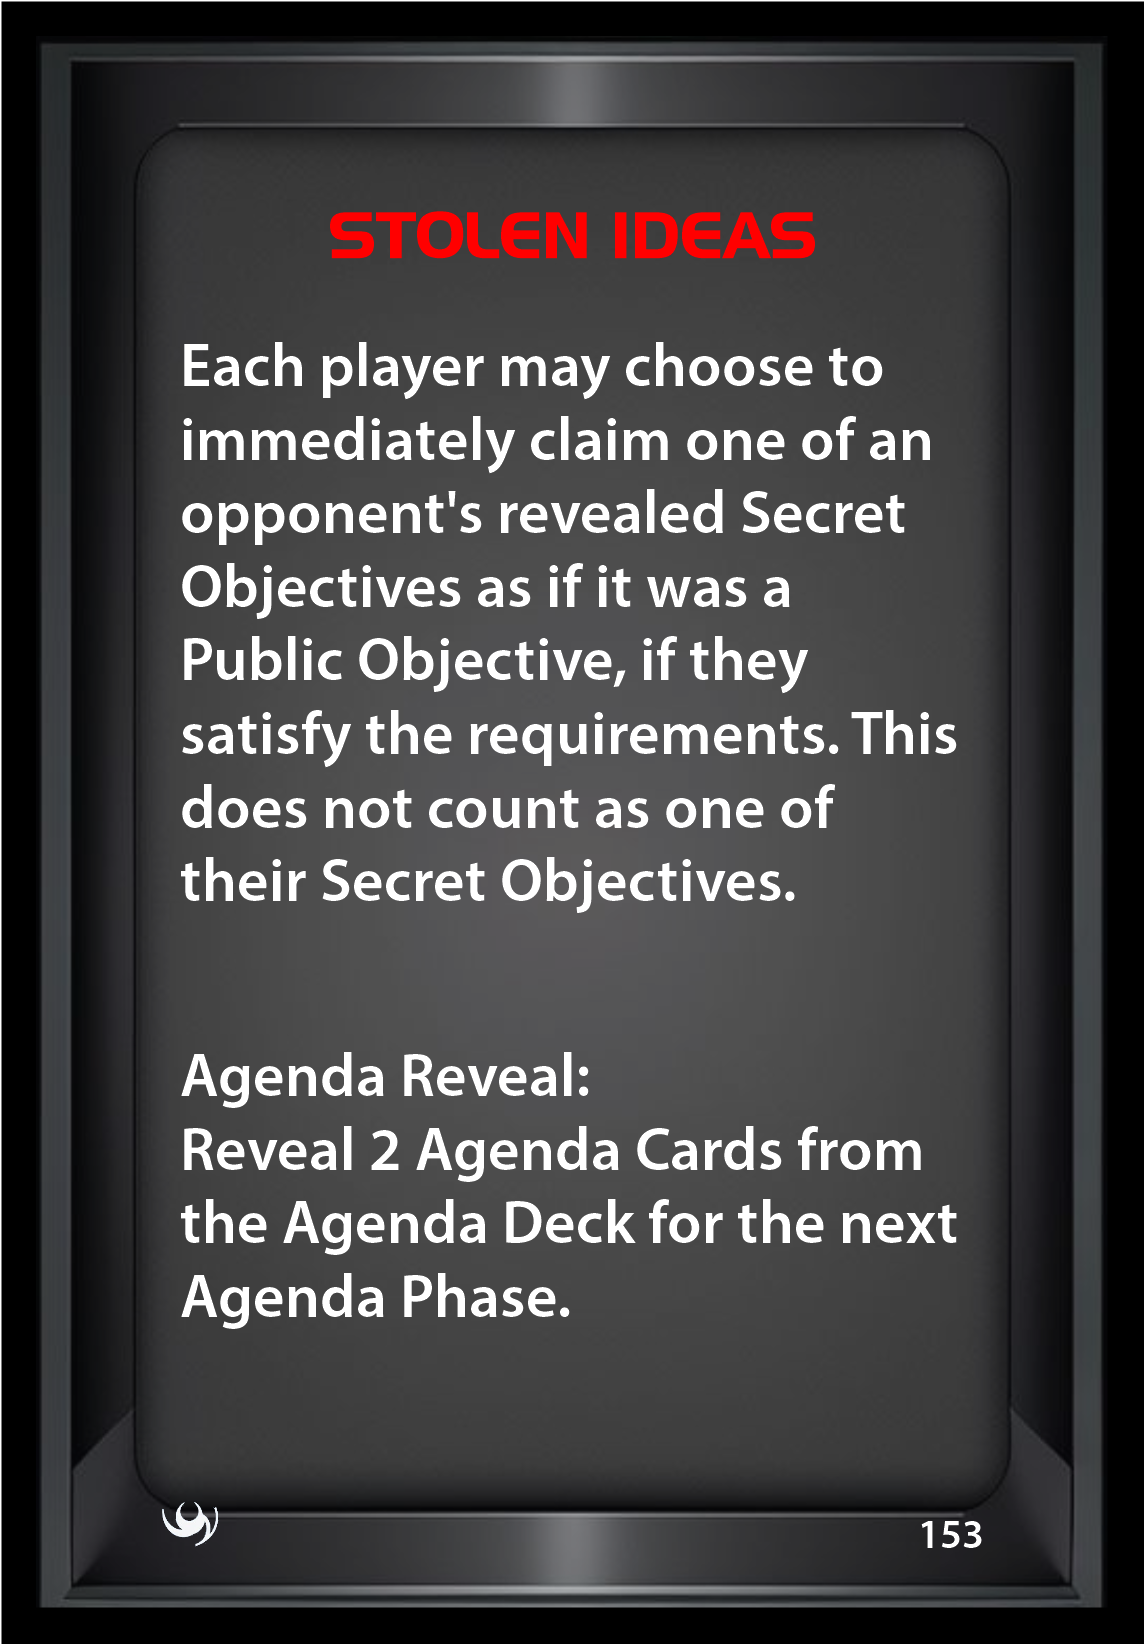 STOLEN IDEAS
Each player may choose to
immediately claim one of an
opponent's revealed Secret
Objectives as if it was a
Public Objective, if they
satisfy the requirements. This
does not count as one of
their Secret Objectives.
Agenda Reveal:
Reveal 2 Agenda Cards from
the Agenda Deck for the next
Agenda Phase.
153